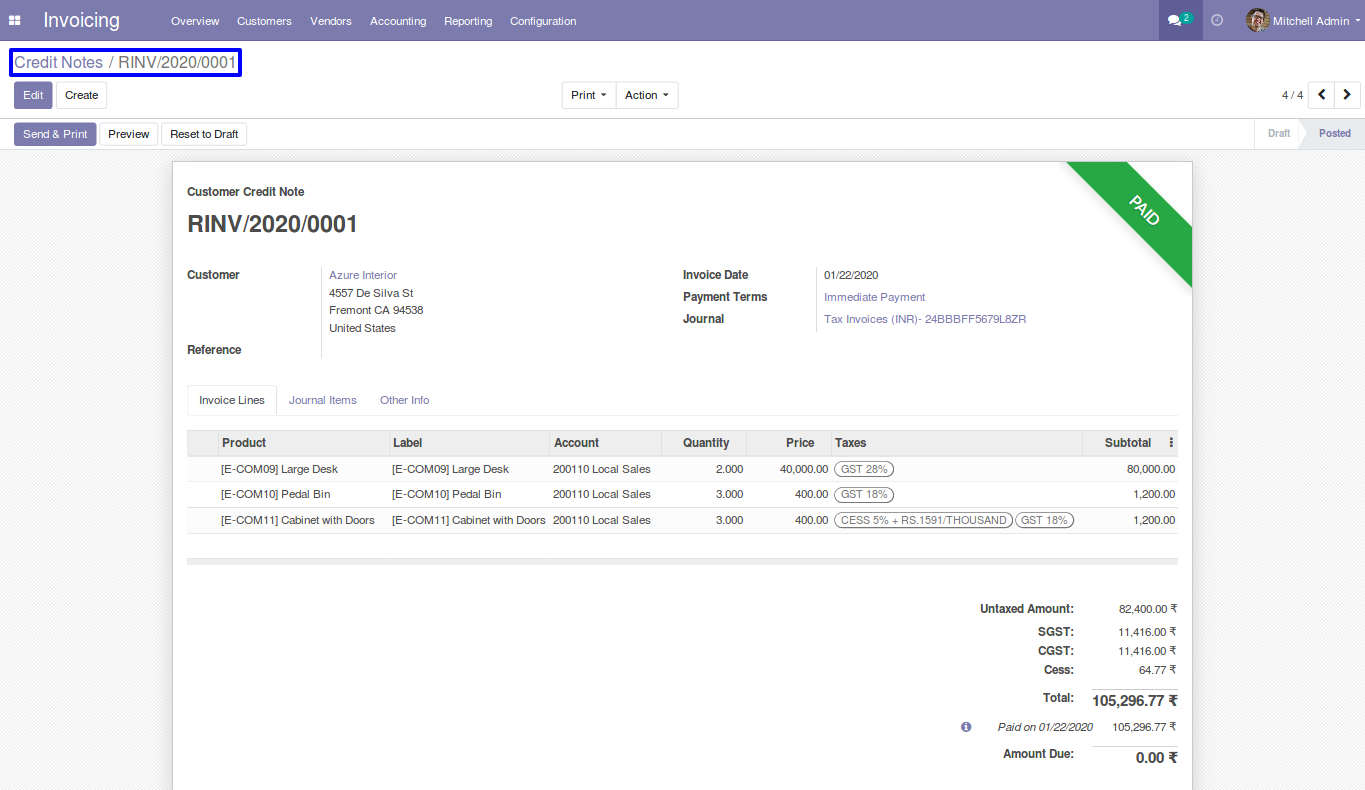 Invoicing Overview Customers Vendors Accounting Reporting Configuration 2 Mitchell Admin
Credit Notes / RINV/2020/0001
Edit Create Print Action 4 / 4
Send & Print Preview Reset to Draft Draft Posted
PAID
Customer Credit Note
RINV/2020/0001
Customer Azure Interior Invoice Date 01/22/2020
4557 De Silva St
Fremont CA 94538 Payment Terms Immediate Payment
United States Journal Tax Invoices (INR)- 24BBBFF5679L8ZR
Reference
Invoice Lines Journal Items Other Info
Product Label Account Quantity Price Taxes Subtotal
[E-COM09] Large Desk [E-COM09] Large Desk 200110 Local Sales 2.000 40,000.00 GST 28% 80,000.00
[E-COM10] Pedal Bin [E-COM10] Pedal Bin 200110 Local Sales 3.000 400.00 GST 18% 1,200.00
[E-COM11] Cabinet with Doors [E-COM11] Cabinet with Doors 200110 Local Sales 3.000 400.00 CESS 5% + RS.1591/THOUSAND GST 18% 1,200.00
Untaxed Amount: 82,400.00 ₹
SGST: 11,416.00 ₹
CGST: 11,416.00 ₹
Cess: 64.77 ₹
Total: 105,296.77 ₹
Paid on 01/22/2020 105,296.77 ₹
Amount Due: 0.00 ₹